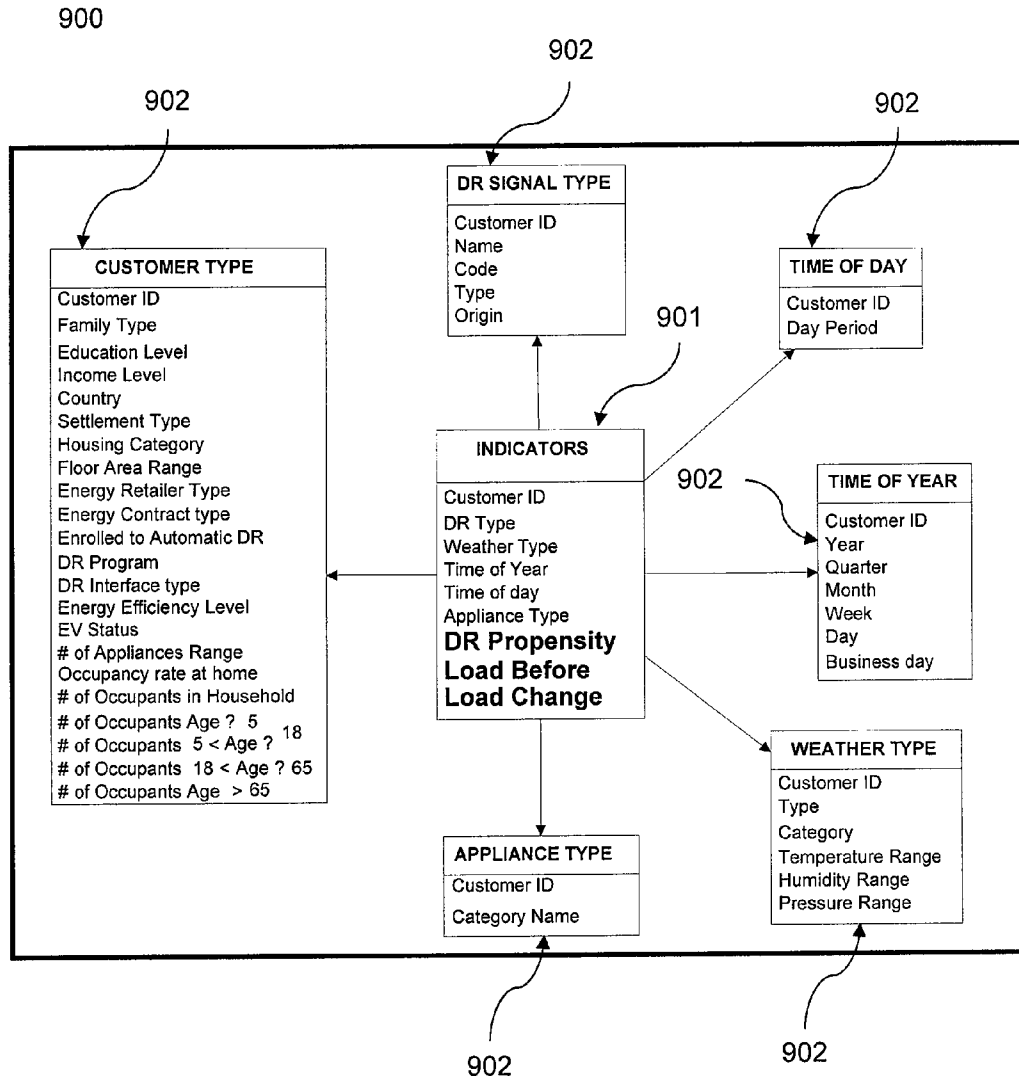 900
902
902
902
DR SIGNAL TYPE
Customer ID
Name
Code
Type
Origin
CUSTOMER TYPE
Customer ID
Family Type
Education Level
Income Level
Country
Settlement Type
Housing Category
Floor Area Range
Energy Retailer Type
Energy Contract type
Enrolled to Automatic DR
DR Program
DR Interface type
Energy Efficiency Level
EV Status
# of Appliances Range
Occupancy rate at home
# of Occupants in Household
# of Occupants Age ? 5
# of Occupants 5 < Age ? 18
# of Occupants 18 < Age ? 65
# of Occupants Age > 65
TIME OF DAY
Customer ID
Day Period
901
INDICATORS
Customer ID
DR Type
Weather Type
Time of Year
Time of day
Appliance Type
DR Propensity
Load Before
Load Change
902
TIME OF YEAR
Customer ID
Year
Quarter
Month
Week
Day
Business day
WEATHER TYPE
Customer ID
Type
Category
Temperature Range
Humidity Range
Pressure Range
APPLIANCE TYPE
Customer ID
Category Name
902
902